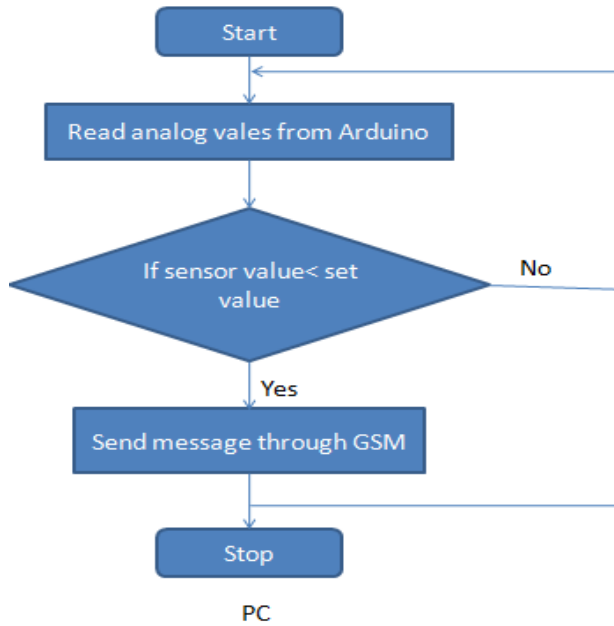 Start
Read analog vales from Arduino
If sensor value< set
value
No
Yes
Send message through GSM
Stop
PC